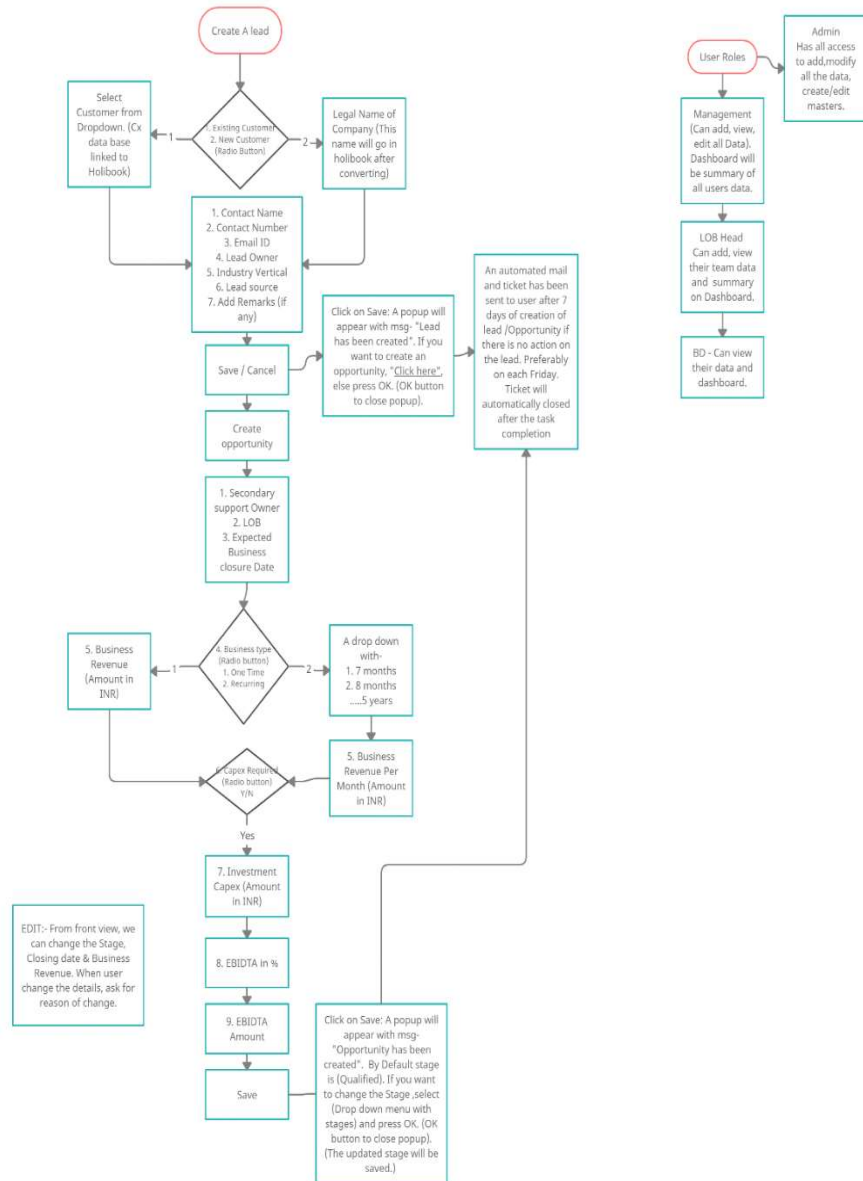 Create A lead
Select
Customer from
Dropdown. (Cx
data base
linked to
Holibook)
1
1. Existing Customer
2. New Customer
(Radio Button)
2
Legal Name of
Company (This
name will go in
holibook after
converting)
1. Contact Name
2. Contact Number
3. Email ID
4. Lead Owner
5. Industry Vertical
6. Lead source
7. Add Remarks (if
any)
Save / Cancel
Click on Save: A popup will
appear with msg- "Lead
has been created". If you
want to create an
opportunity, "Click here",
else press OK. (OK button
to close popup).
An automated mail
and ticket has been
sent to user after 7
days of creation of
lead /Opportunity if
there is no action on
the lead. Preferably
on each Friday.
Ticket will
automatically closed
after the task
completion
Create
opportunity
1. Secondary
support Owner
2. LOB
3. Expected
Business
closure Date
5. Business
Revenue
(Amount in
INR)
1
4. Business type
(Radio button)
1. One Time
2. Recurring
2
A drop down
with-
1. 7 months
2. 8 months
.....5 years
5. Business
Revenue Per
Month (Amount
in INR)
6. Capex Required
(Radio button)
Y/N
Yes
7. Investment
Capex (Amount
in INR)
8. EBIDTA in %
9. EBIDTA
Amount
Save
Click on Save: A popup will
appear with msg-
"Opportunity has been
created". By Default stage
is (Qualified). If you want
to change the Stage ,select
(Drop down menu with
stages) and press OK. (OK
button to close popup).
(The updated stage will be
saved.)
EDIT:- From front view, we
can change the Stage,
Closing date & Business
Revenue. When user
change the details, ask for
reason of change.
User Roles
Admin
Has all access
to add,modify
all the data,
create/edit
masters.
Management
(Can add, view,
edit all Data).
Dashboard will
be summary of
all users data.
LOB Head
Can add, view
their team data
and summary
on Dashboard.
BD - Can view
their data and
dashboard.